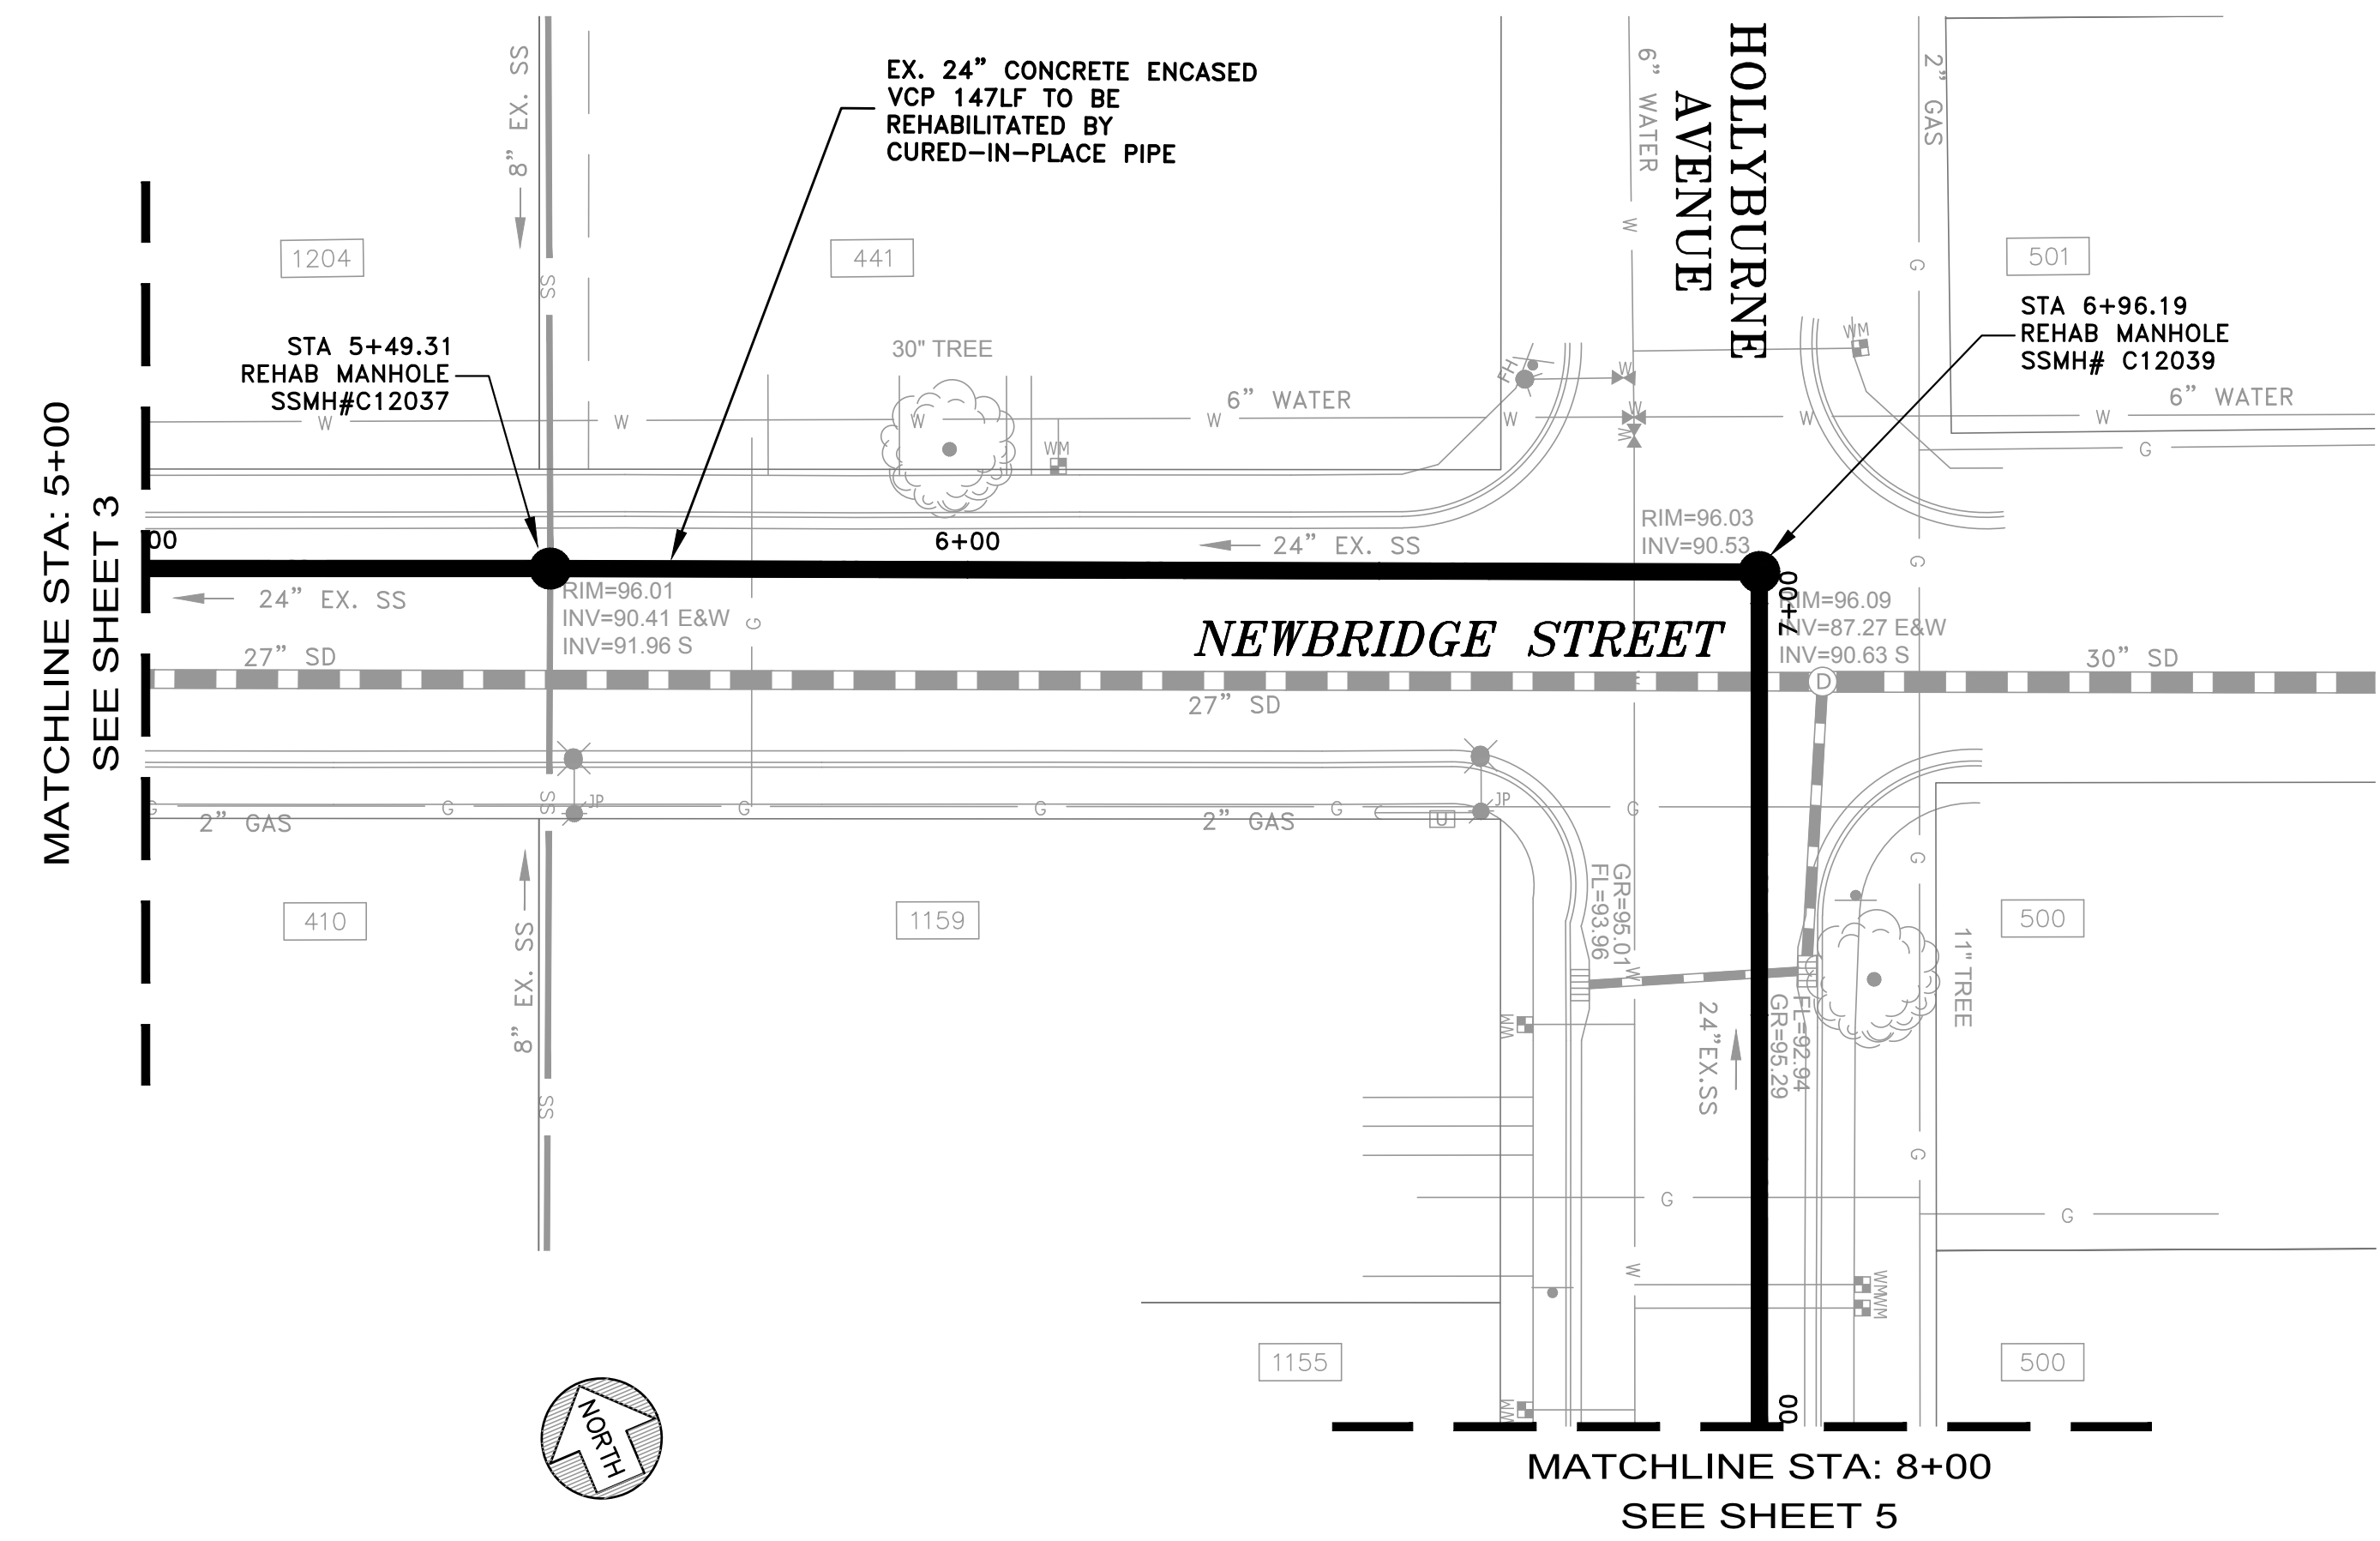 HOLLYBURNE
AVENUE
8" EX. SS
EX. 24" CONCRETE ENCASED
VCP 147LF TO BE
REHABILITATED BY
CURED-IN-PLACE PIPE
6" WATER
W
2" GAS
G
1204
441
501
SS
STA 5+49.31
REHAB MANHOLE
SSMH#C12037
30" TREE
FH
W
WM
STA 6+96.19
REHAB MANHOLE
SSMH# C12039
W
W
W
WM
W
6" WATER
W
W
W
W
W
6" WATER
G
MATCHLINE STA: 5+00
SEE SHEET 3
00
6+00
24" EX. SS
RIM=96.03
INV=90.53
G
24" EX. SS
RIM=96.01
INV=90.41 E&W
INV=91.96 S
G
NEWBRIDGE STREET
7+00
RIM=96.09
INV=87.27 E&W
INV=90.63 S
27" SD
27" SD
D
30" SD
G
2" GAS
G
SS
JP
G
G
2" GAS
G
U
JP
G
G
GR=95.01
FL=93.96
410
8" EX. SS
1159
500
11" TREE
W
WM
24"EX.SS
FL=92.94
GR=95.29
SS
G
G
G
W
WM
WM
1155
500
WM
00
NORTH
MATCHLINE STA: 8+00
SEE SHEET 5